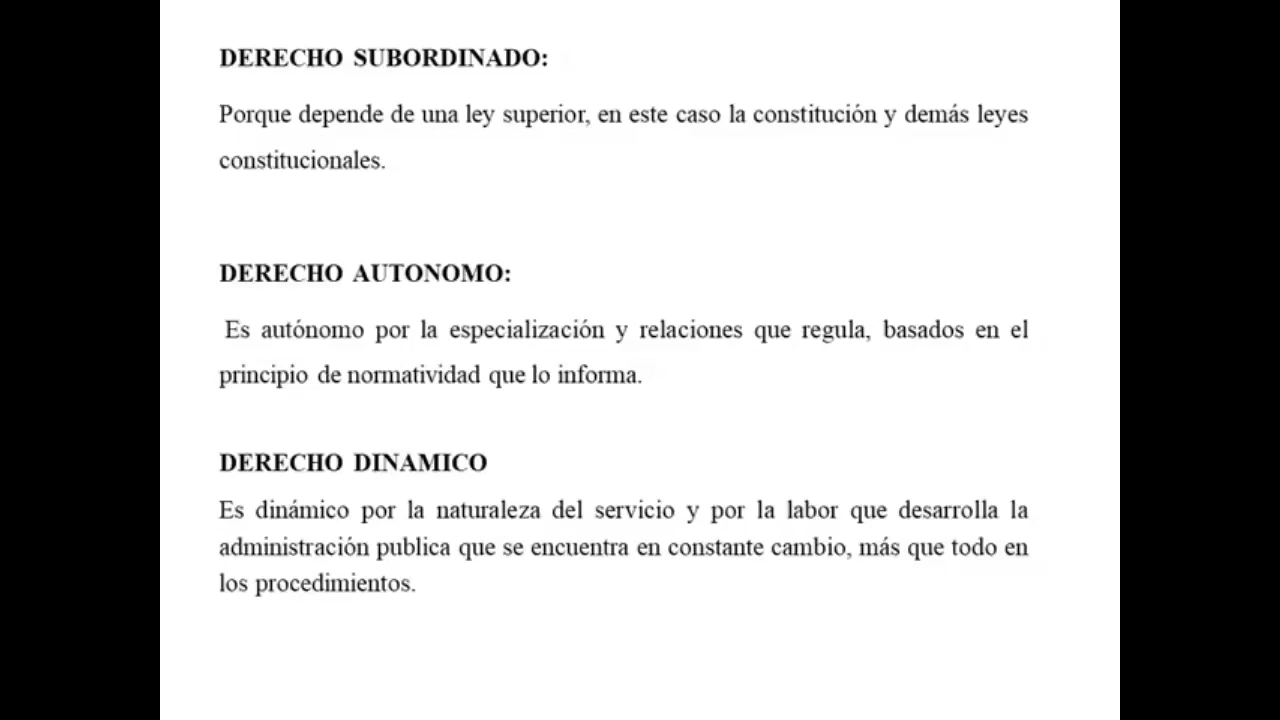 DERECHO SUBORDINADO:
Porque depende de una ley superior, en este caso la constitución y demás leyes
constitucionales.
DERECHO AUTONOMO:
Es autónomo por la especialización y relaciones que regula, basados en el
principio de normatividad que lo informa.
DERECHO DINAMICO
Es dinámico por la naturaleza del servicio y por la labor que desarrolla la
administración publica que se encuentra en constante cambio, más que todo en
los procedimientos.